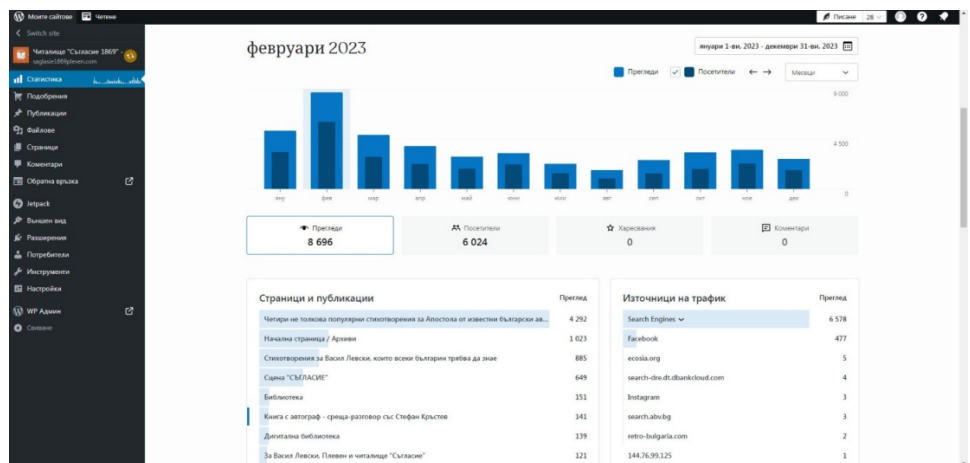 Моите сайтове
Четене
Писане
28
Switch site
Читалище "Съгласие 1869" -
saglasie1869pleven.com
Статистика
Подобрения
Публикации
Файлове
Страници
Коментари
Обратна връзка
Jetpack
Външен вид
Разширения
Потребители
Инструменти
Настройки
WP Админ
Свиване
февруари 2023
януари 1-ви, 2023 - декември 31-ви, 2023
Прегледи
Посетители
Месеци
9 000
4 500
0
яну фев мар апр май юни юли авг сеп окт ное дек
Прегледи
8 696
Посетители
6 024
Харесвания
0
Коментари
0
Страници и публикации Преглед
Четири не толкова популярни стихотворения за Апостола от известни български ав... 4 292
Начална страница / Архиви 1 023
Стихотворения за Васил Левски, които всеки българин трябва да знае 885
Сцена "СЪГЛАСИЕ" 649
Библиотека 151
Книга с автограф - среща-разговор със Стефан Кръстев 141
Дигитална библиотека 139
За Васил Левски, Плевен и читалище "Съгласие" 121
Източници на трафик Преглед
Search Engines 6 578
Facebook 477
ecosia.org 5
search-dre.dt.dbankcloud.com 4
Instagram 3
search.abv.bg 3
retro-bulgaria.com 2
144.76.99.125 1